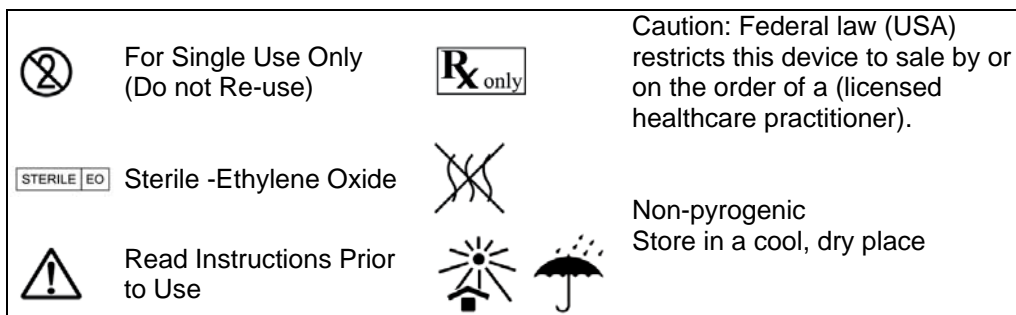 For Single Use Only
(Do not Re-use)
2
Rx only
Caution: Federal law (USA)
restricts this device to sale by or
on the order of a (licensed
healthcare practitioner).
STERILE EO
Sterile -Ethylene Oxide
Non-pyrogenic
Store in a cool, dry place
Read Instructions Prior
to Use